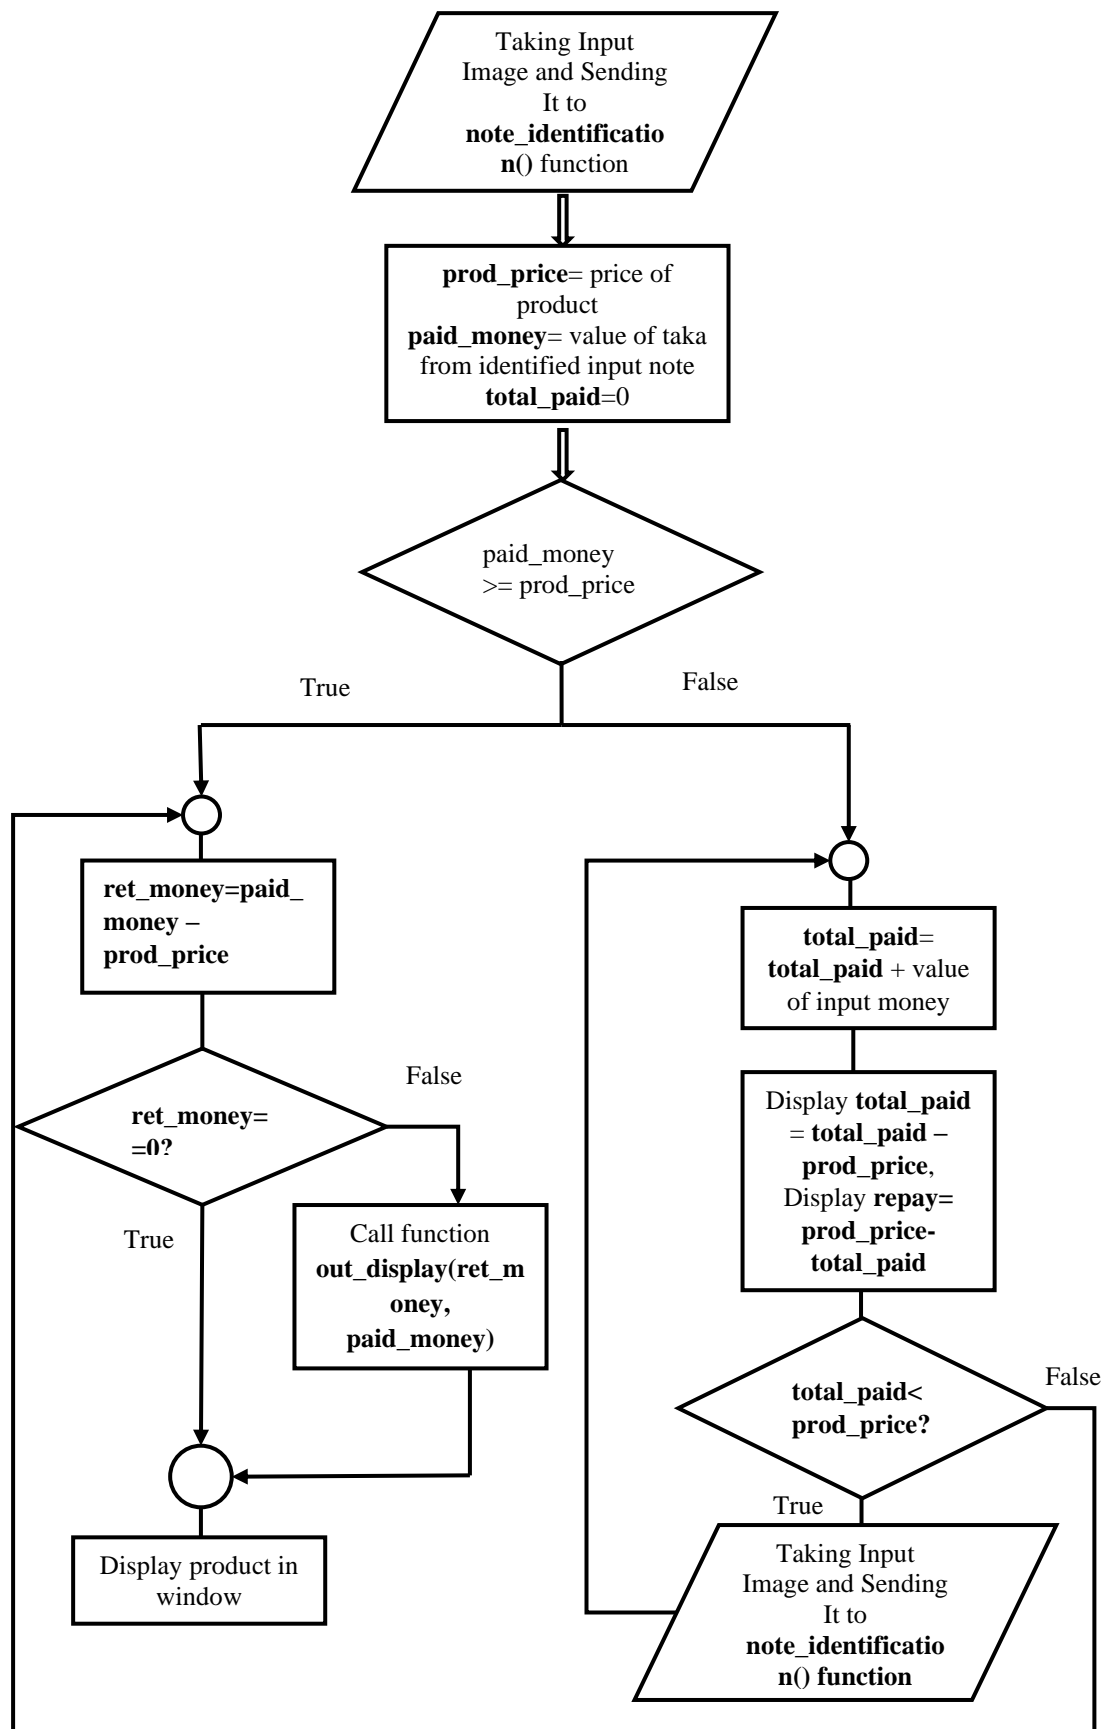 Taking Input
Image and Sending
It to
note_identificatio
n() function
prod_price= price of
product
paid_money= value of taka
from identified input note
total_paid=0
paid_money
>= prod_price
True
False
ret_money=paid_
money –
prod_price
total_paid=
total_paid + value
of input money
ret_money=
=0?
False
True
Call function
out_display(ret_m
oney,
paid_money)
Display total_paid
= total_paid –
prod_price,
Display repay=
prod_price-
total_paid
total_paid<
prod_price?
False
True
Display product in
window
Taking Input
Image and Sending
It to
note_identificatio
n() function